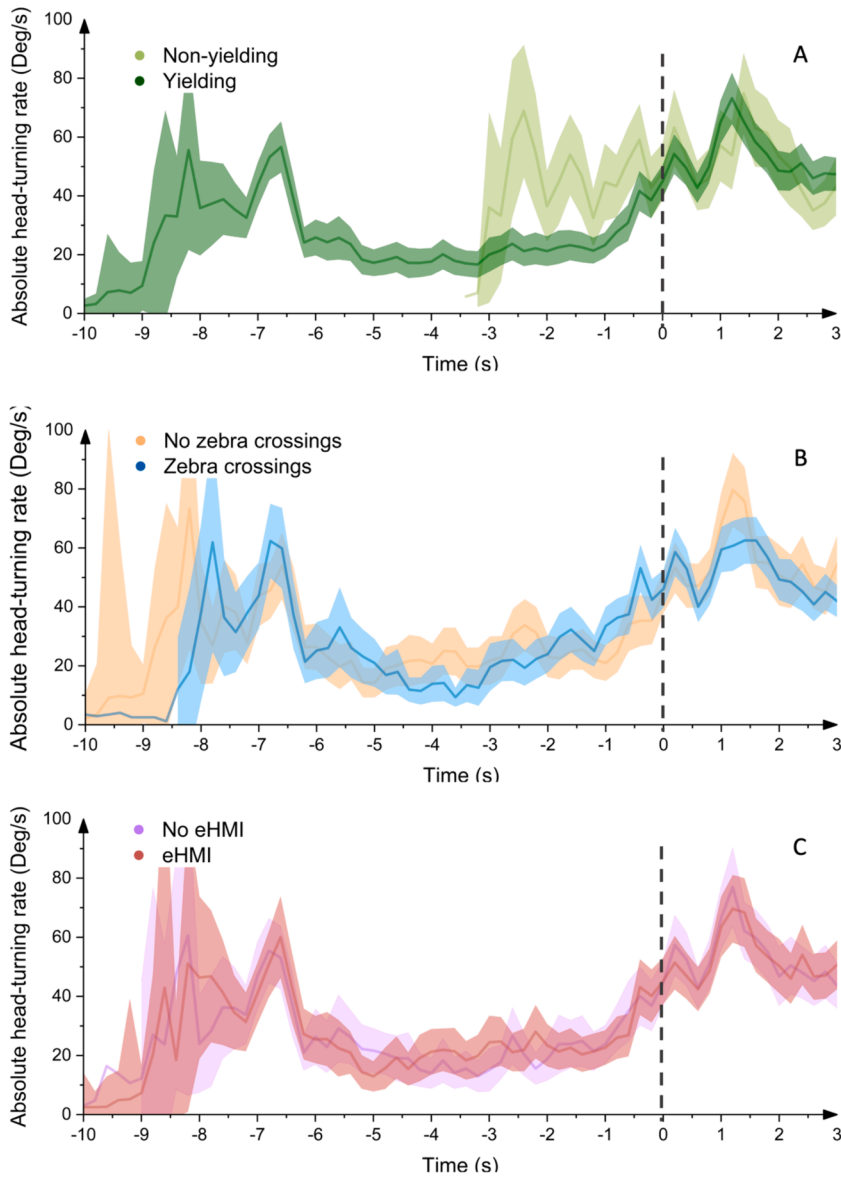 Absolute head-turning rate (Deg/s)
100
80
60
40
20
0
Non-yielding
Yielding
A
-10 -9 -8 -7 -6 -5 -4 -3 -2 -1 0 1 2 3
Time (s)
Absolute head-turning rate (Deg/s)
100
80
60
40
20
0
No zebra crossings
Zebra crossings
B
-10 -9 -8 -7 -6 -5 -4 -3 -2 -1 0 1 2 3
Time (s)
Absolute head-turning rate (Deg/s)
100
80
60
40
20
0
No eHMI
eHMI
C
-10 -9 -8 -7 -6 -5 -4 -3 -2 -1 0 1 2 3
Time (s)